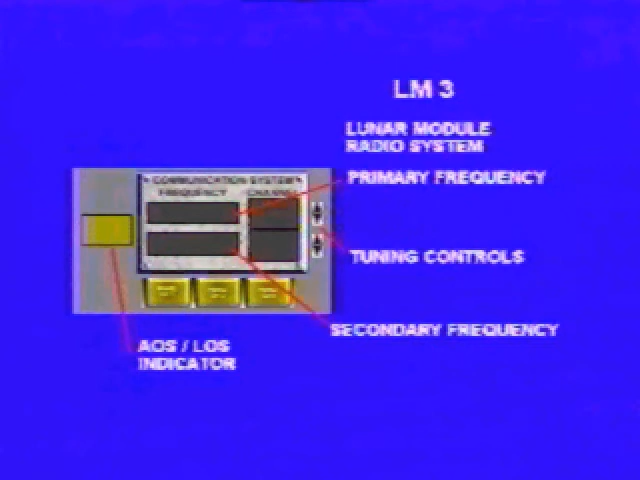 LM 3
LUNAR MODULE
RADIO SYSTEM
COMMUNICATION SYSTEM
FREQUENCY CHANNEL
PRIMARY FREQUENCY
TUNING CONTROLS
SECONDARY FREQUENCY
AOS / LOS
INDICATOR